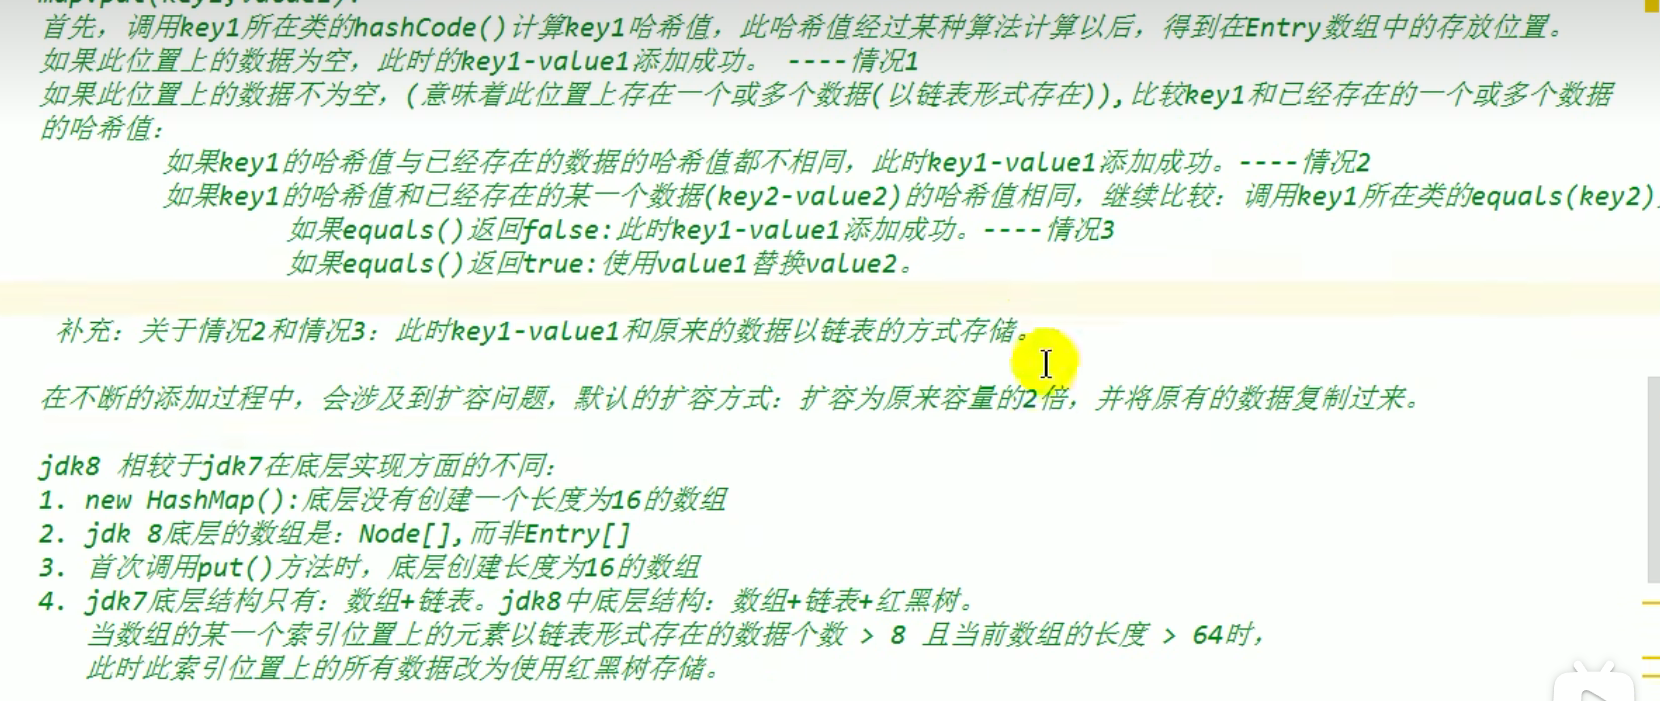 map.put(key1,value1):
首先，调用key1所在类的hashCode()计算key1哈希值，此哈希值经过某种算法计算以后，得到在Entry数组中的存放位置。
如果此位置上的数据为空，此时的key1-value1添加成功。 ----情况1
如果此位置上的数据不为空，(意味着此位置上存在一个或多个数据(以链表形式存在)),比较key1和已经存在的一个或多个数据
的哈希值：
如果key1的哈希值与已经存在的数据的哈希值都不相同，此时key1-value1添加成功。----情况2
如果key1的哈希值和已经存在的某一个数据(key2-value2)的哈希值相同，继续比较：调用key1所在类的equals(key2)
如果equals()返回false:此时key1-value1添加成功。----情况3
如果equals()返回true:使用value1替换value2。
补充：关于情况2和情况3：此时key1-value1和原来的数据以链表的方式存储。
在不断的添加过程中，会涉及到扩容问题，默认的扩容方式：扩容为原来容量的2倍，并将原有的数据复制过来。
jdk8 相较于jdk7在底层实现方面的不同：
1. new HashMap():底层没有创建一个长度为16的数组
2. jdk 8底层的数组是：Node[],而非Entry[]
3. 首次调用put()方法时，底层创建长度为16的数组
4. jdk7底层结构只有：数组+链表。jdk8中底层结构：数组+链表+红黑树。
当数组的某一个索引位置上的元素以链表形式存在的数据个数 > 8 且当前数组的长度 > 64时，
此时此索引位置上的所有数据改为使用红黑树存储。